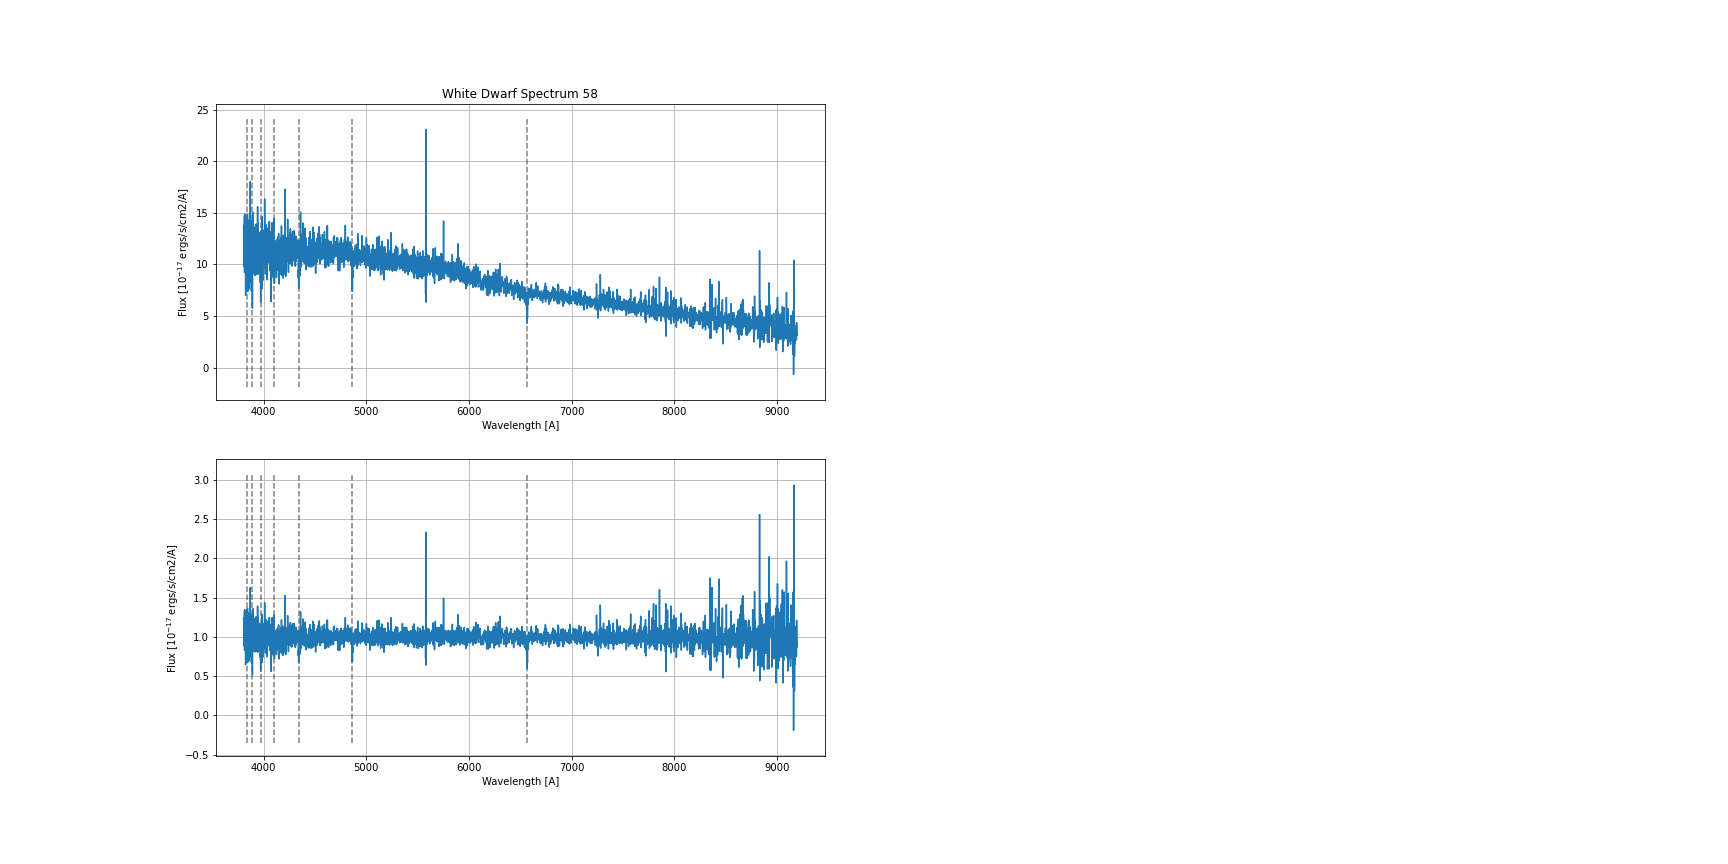 White Dwarf Spectrum 58
25
20
15
10
5
0
Flux [10⁻¹⁷ ergs/s/cm2/A]
4000 5000 6000 7000 8000 9000
Wavelength [A]
3.0
2.5
2.0
1.5
1.0
0.5
0.0
−0.5
Flux [10⁻¹⁷ ergs/s/cm2/A]
4000 5000 6000 7000 8000 9000
Wavelength [A]